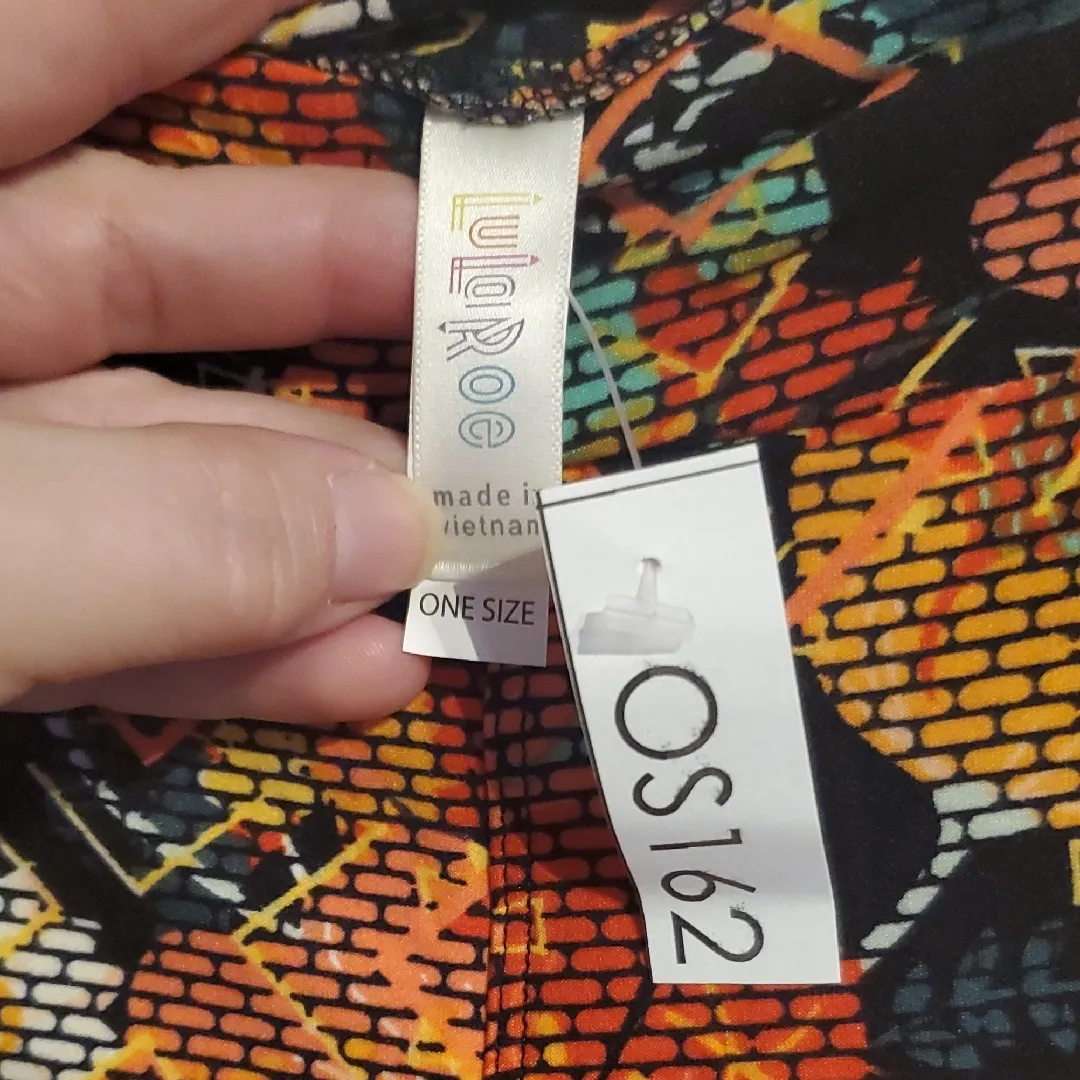 LuLaRoe
made in
vietnam
ONE SIZE
OS162